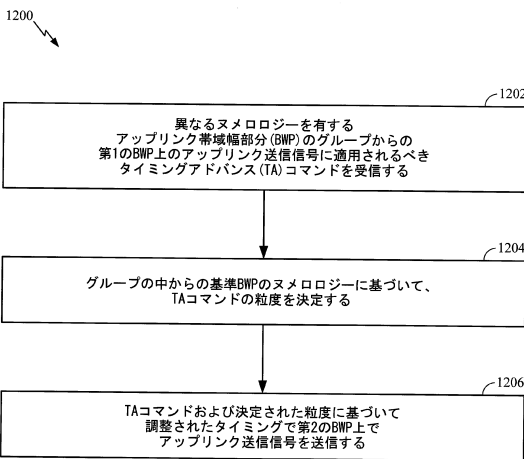 1200
1202
異なるヌメロロジーを有する
アップリンク帯域幅部分(BWP)のグループからの
第1のBWP上のアップリンク送信信号に適用されるべき
タイミングアドバンス(TA)コマンドを受信する
1204
グループの中からの基準BWPのヌメロロジーに基づいて、
TAコマンドの粒度を決定する
1206
TAコマンドおよび決定された粒度に基づいて
調整されたタイミングで第2のBWP上で
アップリンク送信信号を送信する